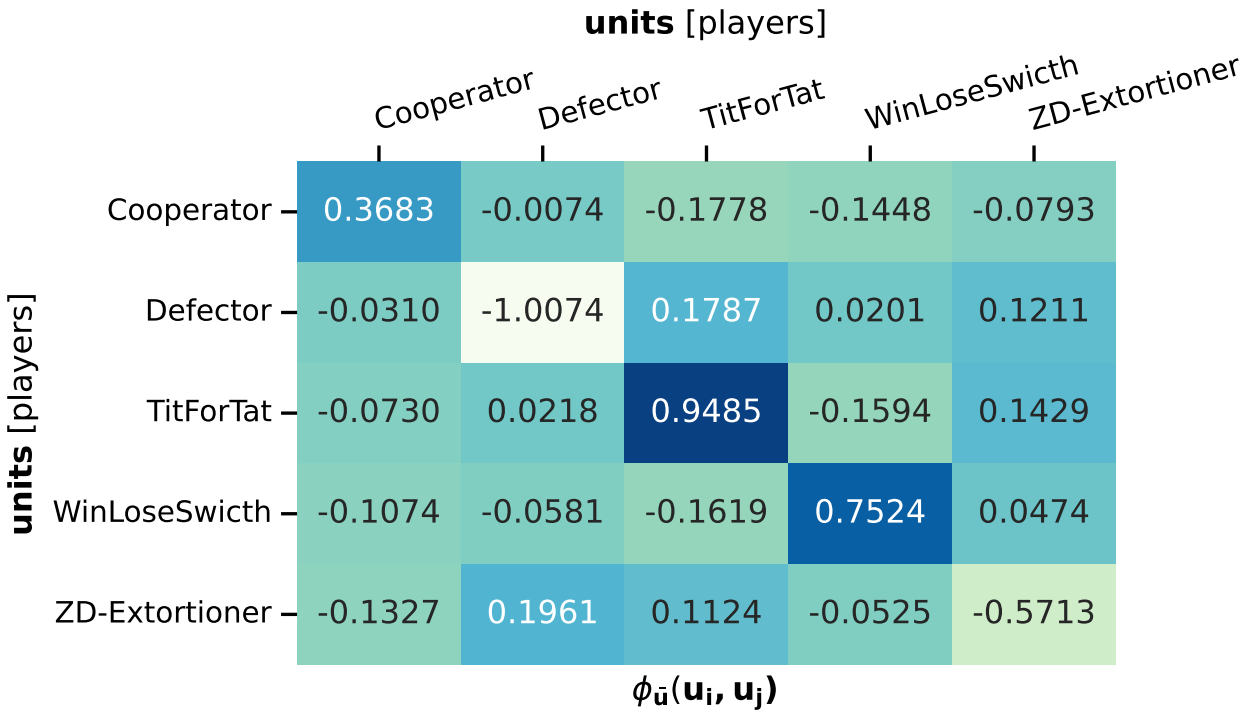 units [players]
Cooperator Defector TitForTat WinLoseSwicth ZD-Extortioner
units [players]
Cooperator 0.3683 -0.0074 -0.1778 -0.1448 -0.0793
Defector -0.0310 -1.0074 0.1787 0.0201 0.1211
TitForTat -0.0730 0.0218 0.9485 -0.1594 0.1429
WinLoseSwicth -0.1074 -0.0581 -0.1619 0.7524 0.0474
ZD-Extortioner -0.1327 0.1961 0.1124 -0.0525 -0.5713
ϕū(ui, uj)